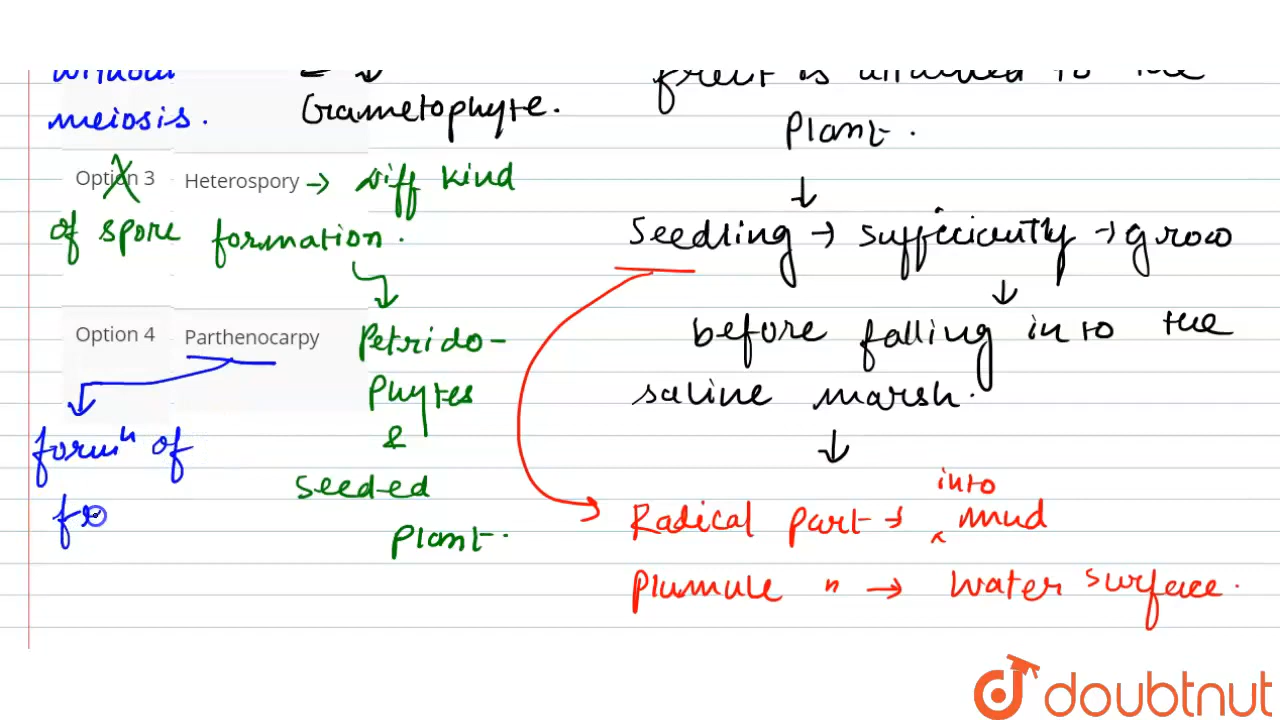 without
meiosis.
Gametophyte.
Option 3 Heterospory → diff kind
of spore formation.
Petrido-
phytes
&
seeded
plant.
Option 4 Parthenocarpy
formⁿ of
fruit is attached to the
plant.
seedling → sufficiently → grow
before falling into the
saline marsh.
into
Radical part → mud
Plumule " → water surface.
doubtnut